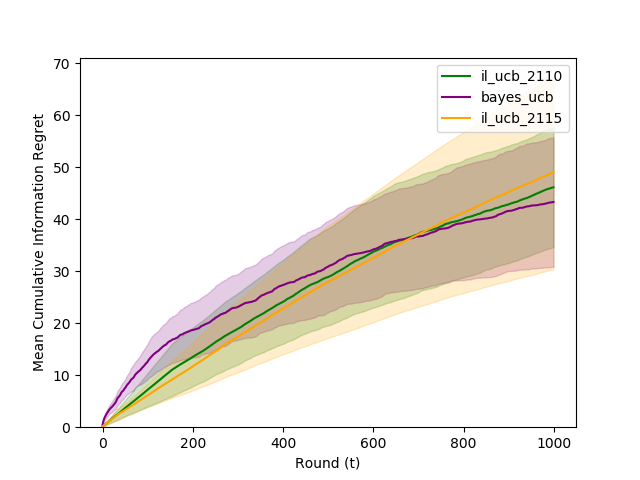 70
60
50
40
30
20
10
0
Mean Cumulative Information Regret
0 200 400 600 800 1000
Round (t)
il_ucb_2110
bayes_ucb
il_ucb_2115